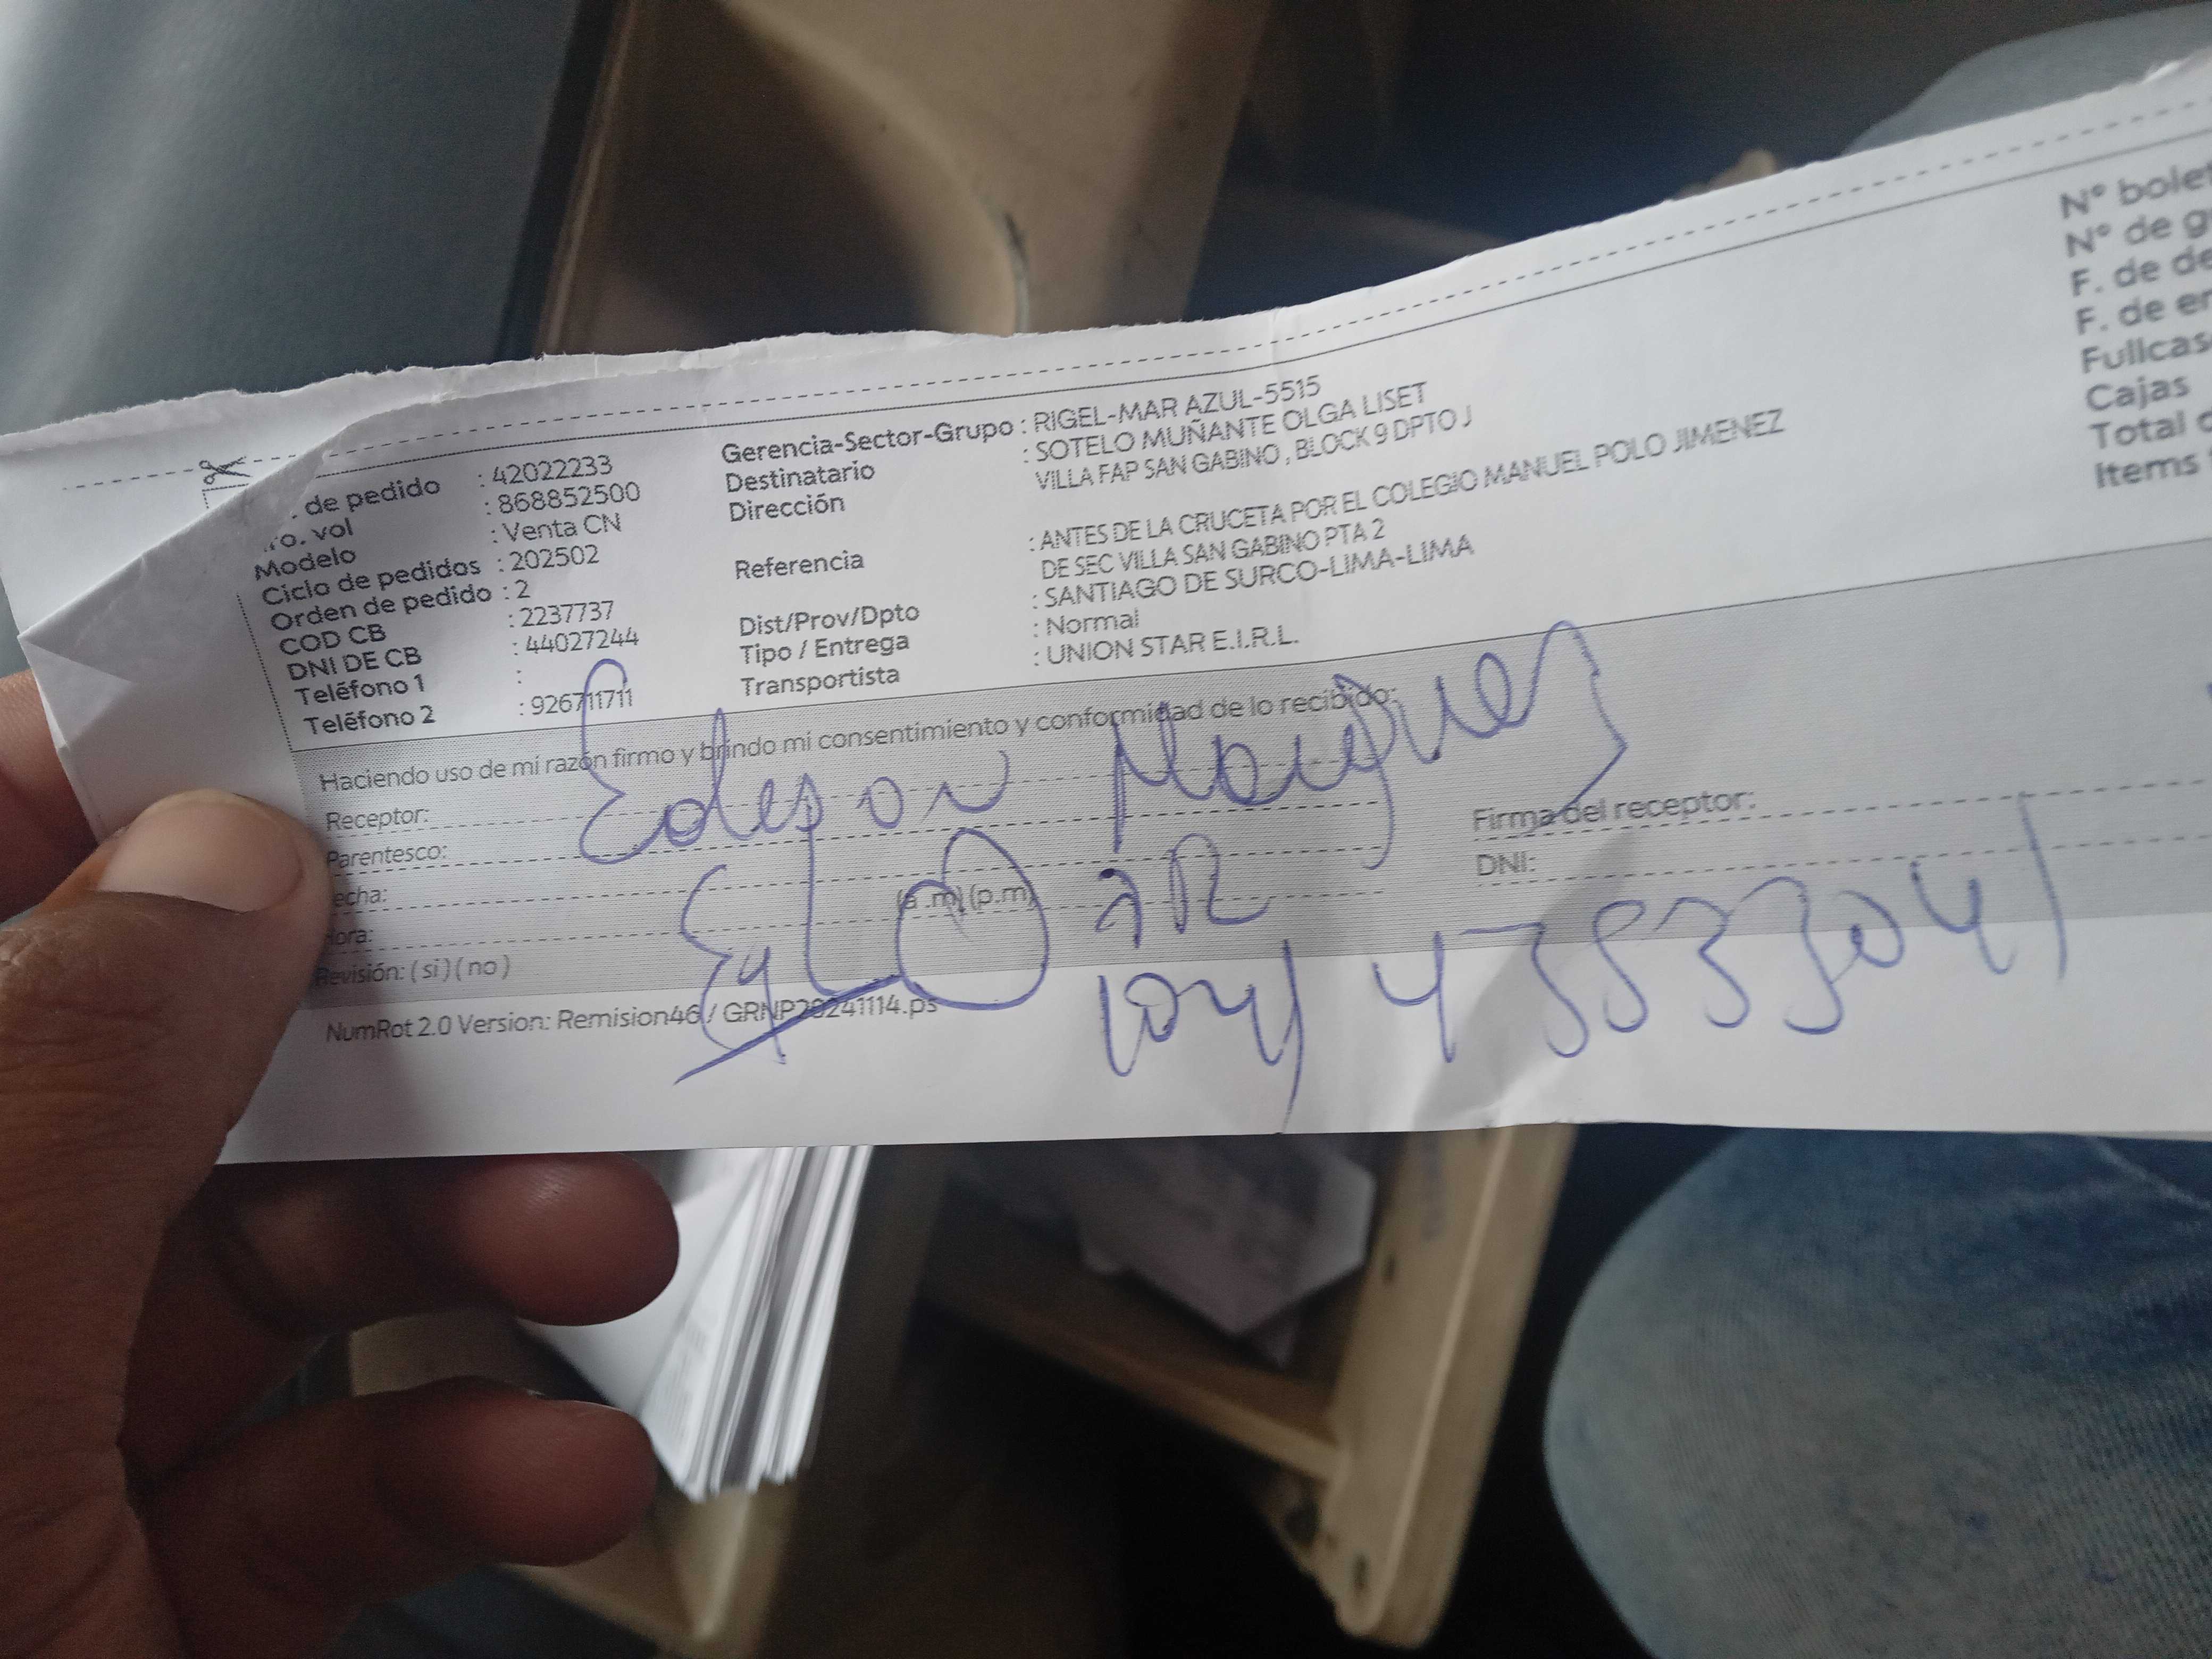 de pedido : 42022233
ro. vol : 868852500
Modelo : Venta CN
Ciclo de pedidos : 202502
Orden de pedido : 2
COD CB : 2237737
DNI DE CB : 44027244
Teléfono 1 :
Teléfono 2 : 926711711
Gerencia-Sector-Grupo : RIGEL-MAR AZUL-5515
Destinatario : SOTELO MUÑANTE OLGA LISET
Dirección VILLA FAP SAN GABINO , BLOCK 9 DPTO J
Referencia : ANTES DE LA CRUCETA POR EL COLEGIO MANUEL POLO JIMENEZ
DE SEC VILLA SAN GABINO PTA 2
Dist/Prov/Dpto : SANTIAGO DE SURCO-LIMA-LIMA
Tipo / Entrega : Normal
Transportista : UNION STAR E.I.R.L.
N° bolet
N° de g
F. de de
F. de en
Fullcas
Cajas
Total
Items
Haciendo uso de mi razón firmo y brindo mi consentimiento y conformidad de lo recibido:
Receptor: Edeson
Parentesco:
echa:
ora: (a.m)(p.m)
Revisión: ( si ) ( no )
Firma del receptor:
DNI:
NumRot 2.0 Version: Remision46 / GRNP20241114.ps